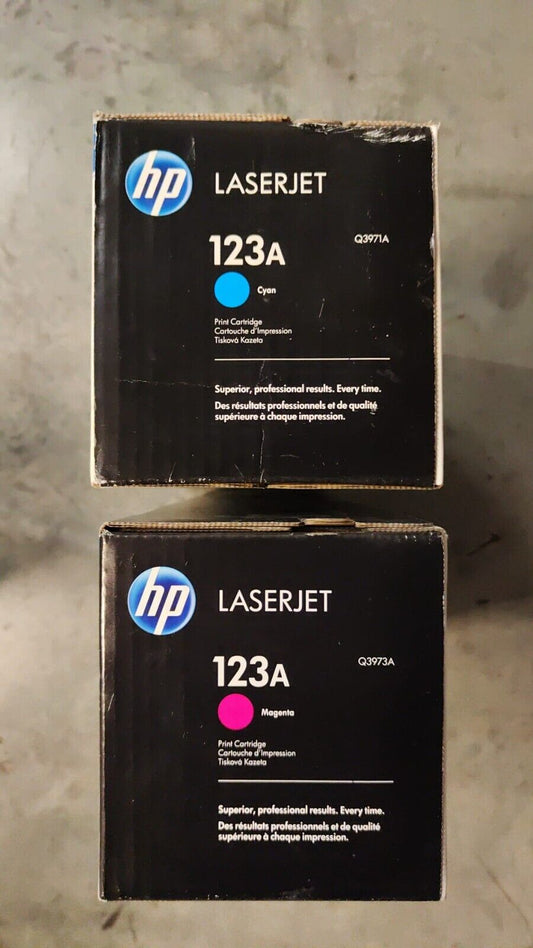 hp
LASERJET
123A
Q3971A
Cyan
Print Cartridge
Cartouche d'Impression
Tisková Kazeta
Superior, professional results. Every time.
Des résultats professionnels et de qualité
supérieure à chaque impression.
hp
LASERJET
123A
Q3973A
Magenta
Print Cartridge
Cartouche d'Impression
Tisková Kazeta
Superior, professional results. Every time.
Des résultats professionnels et de qualité
supérieure à chaque impression.